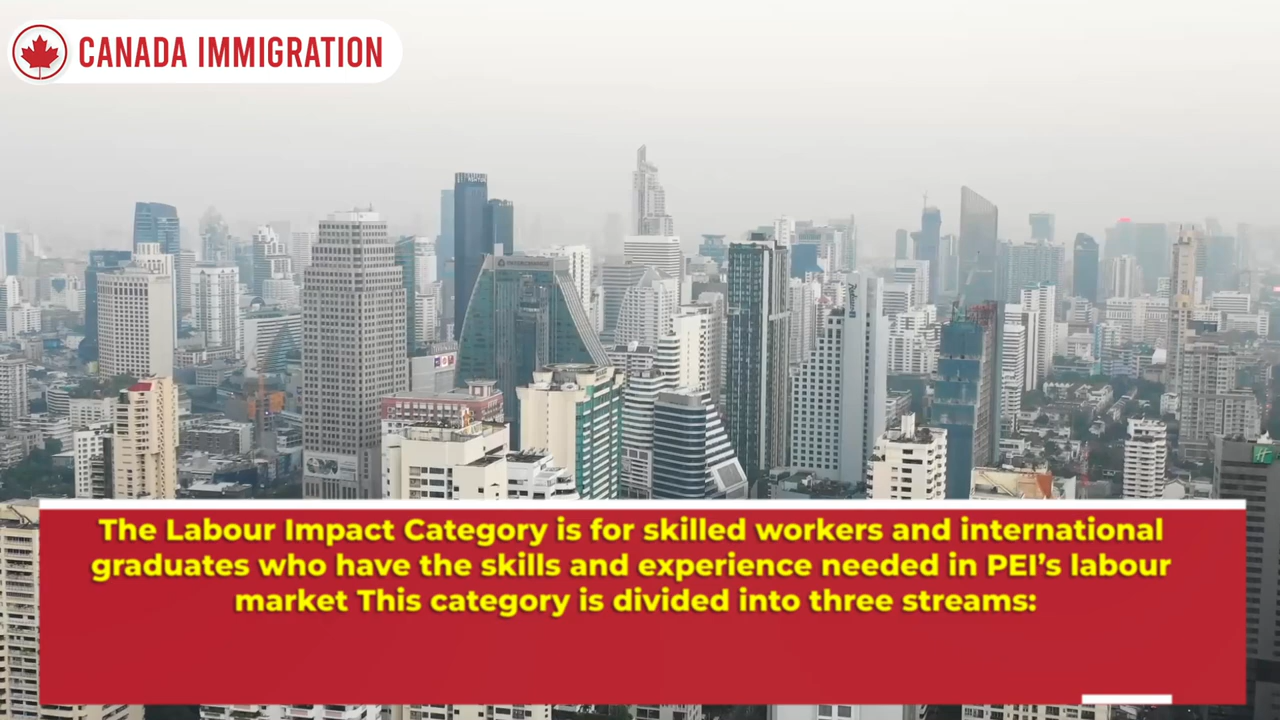 CANADA IMMIGRATION
The Labour Impact Category is for skilled workers and international
graduates who have the skills and experience needed in PEI’s labour
market This category is divided into three streams: